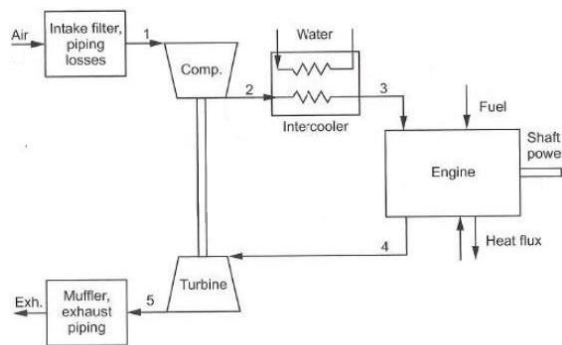 Air
Intake filter,
piping
losses
1
Comp.
2
Water
Intercooler
3
Fuel
Engine
Shaft
powe
Heat flux
4
Turbine
5
Muffler,
exhaust
piping
Exh.